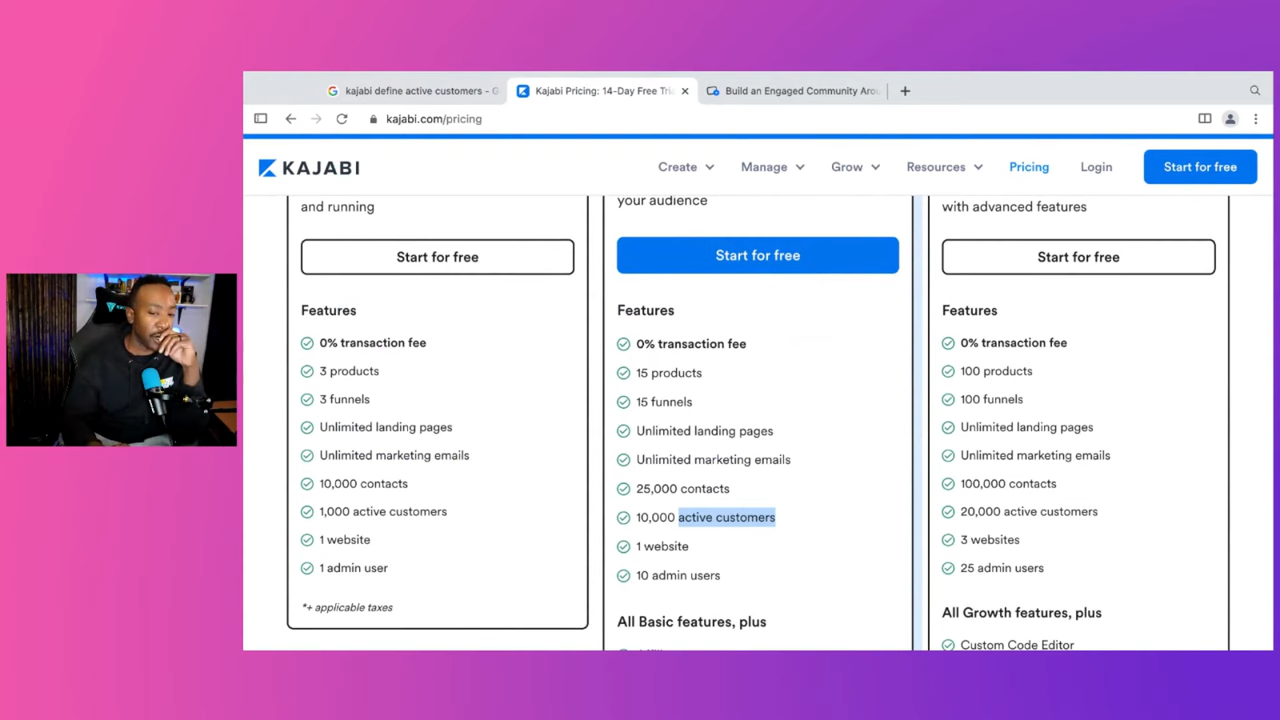 kajabi define active customers - G
Kajabi Pricing: 14-Day Free Tria
Build an Engaged Community Arou
kajabi.com/pricing
KAJABI
Create
Manage
Grow
Resources
Pricing
Login
Start for free
and running
Start for free
Features
0% transaction fee
3 products
3 funnels
Unlimited landing pages
Unlimited marketing emails
10,000 contacts
1,000 active customers
1 website
1 admin user
*+ applicable taxes
your audience
Start for free
Features
0% transaction fee
15 products
15 funnels
Unlimited landing pages
Unlimited marketing emails
25,000 contacts
10,000 active customers
1 website
10 admin users
All Basic features, plus
with advanced features
Start for free
Features
0% transaction fee
100 products
100 funnels
Unlimited landing pages
Unlimited marketing emails
100,000 contacts
20,000 active customers
3 websites
25 admin users
All Growth features, plus
Custom Code Editor